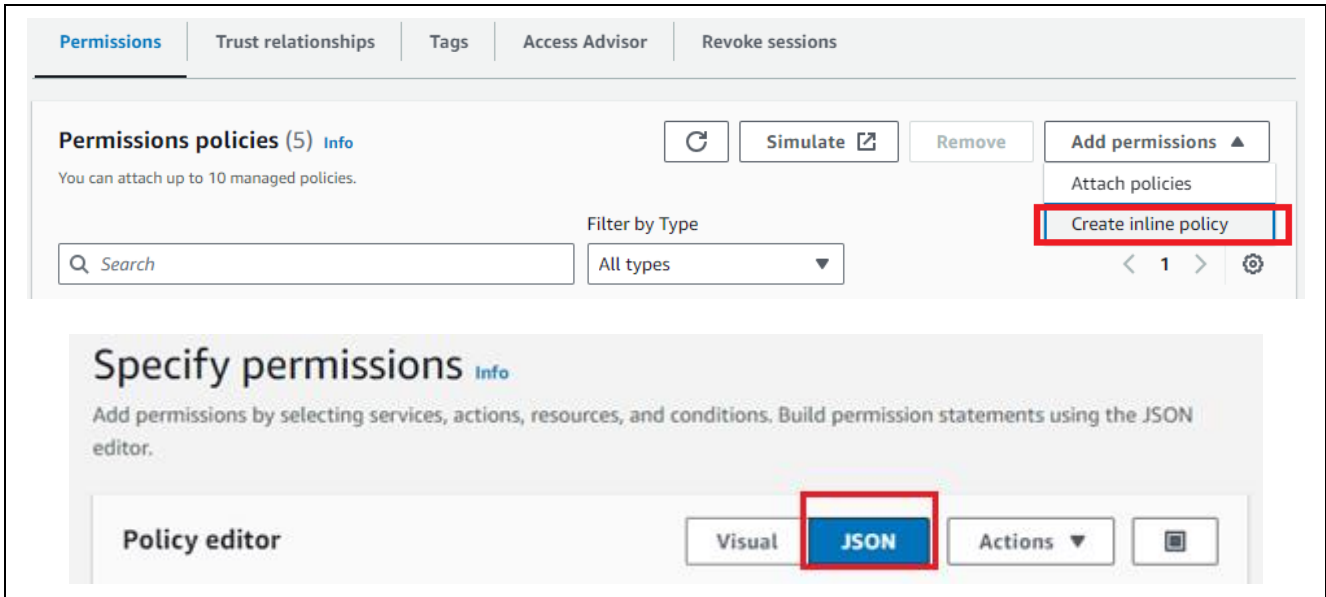 Permissions Trust relationships Tags Access Advisor Revoke sessions
Permissions policies (5) Info
Simulate Remove Add permissions
You can attach up to 10 managed policies.
Attach policies
Filter by Type
Create inline policy
Search
All types
1
Specify permissions Info
Add permissions by selecting services, actions, resources, and conditions. Build permission statements using the JSON
editor.
Policy editor
Visual JSON Actions